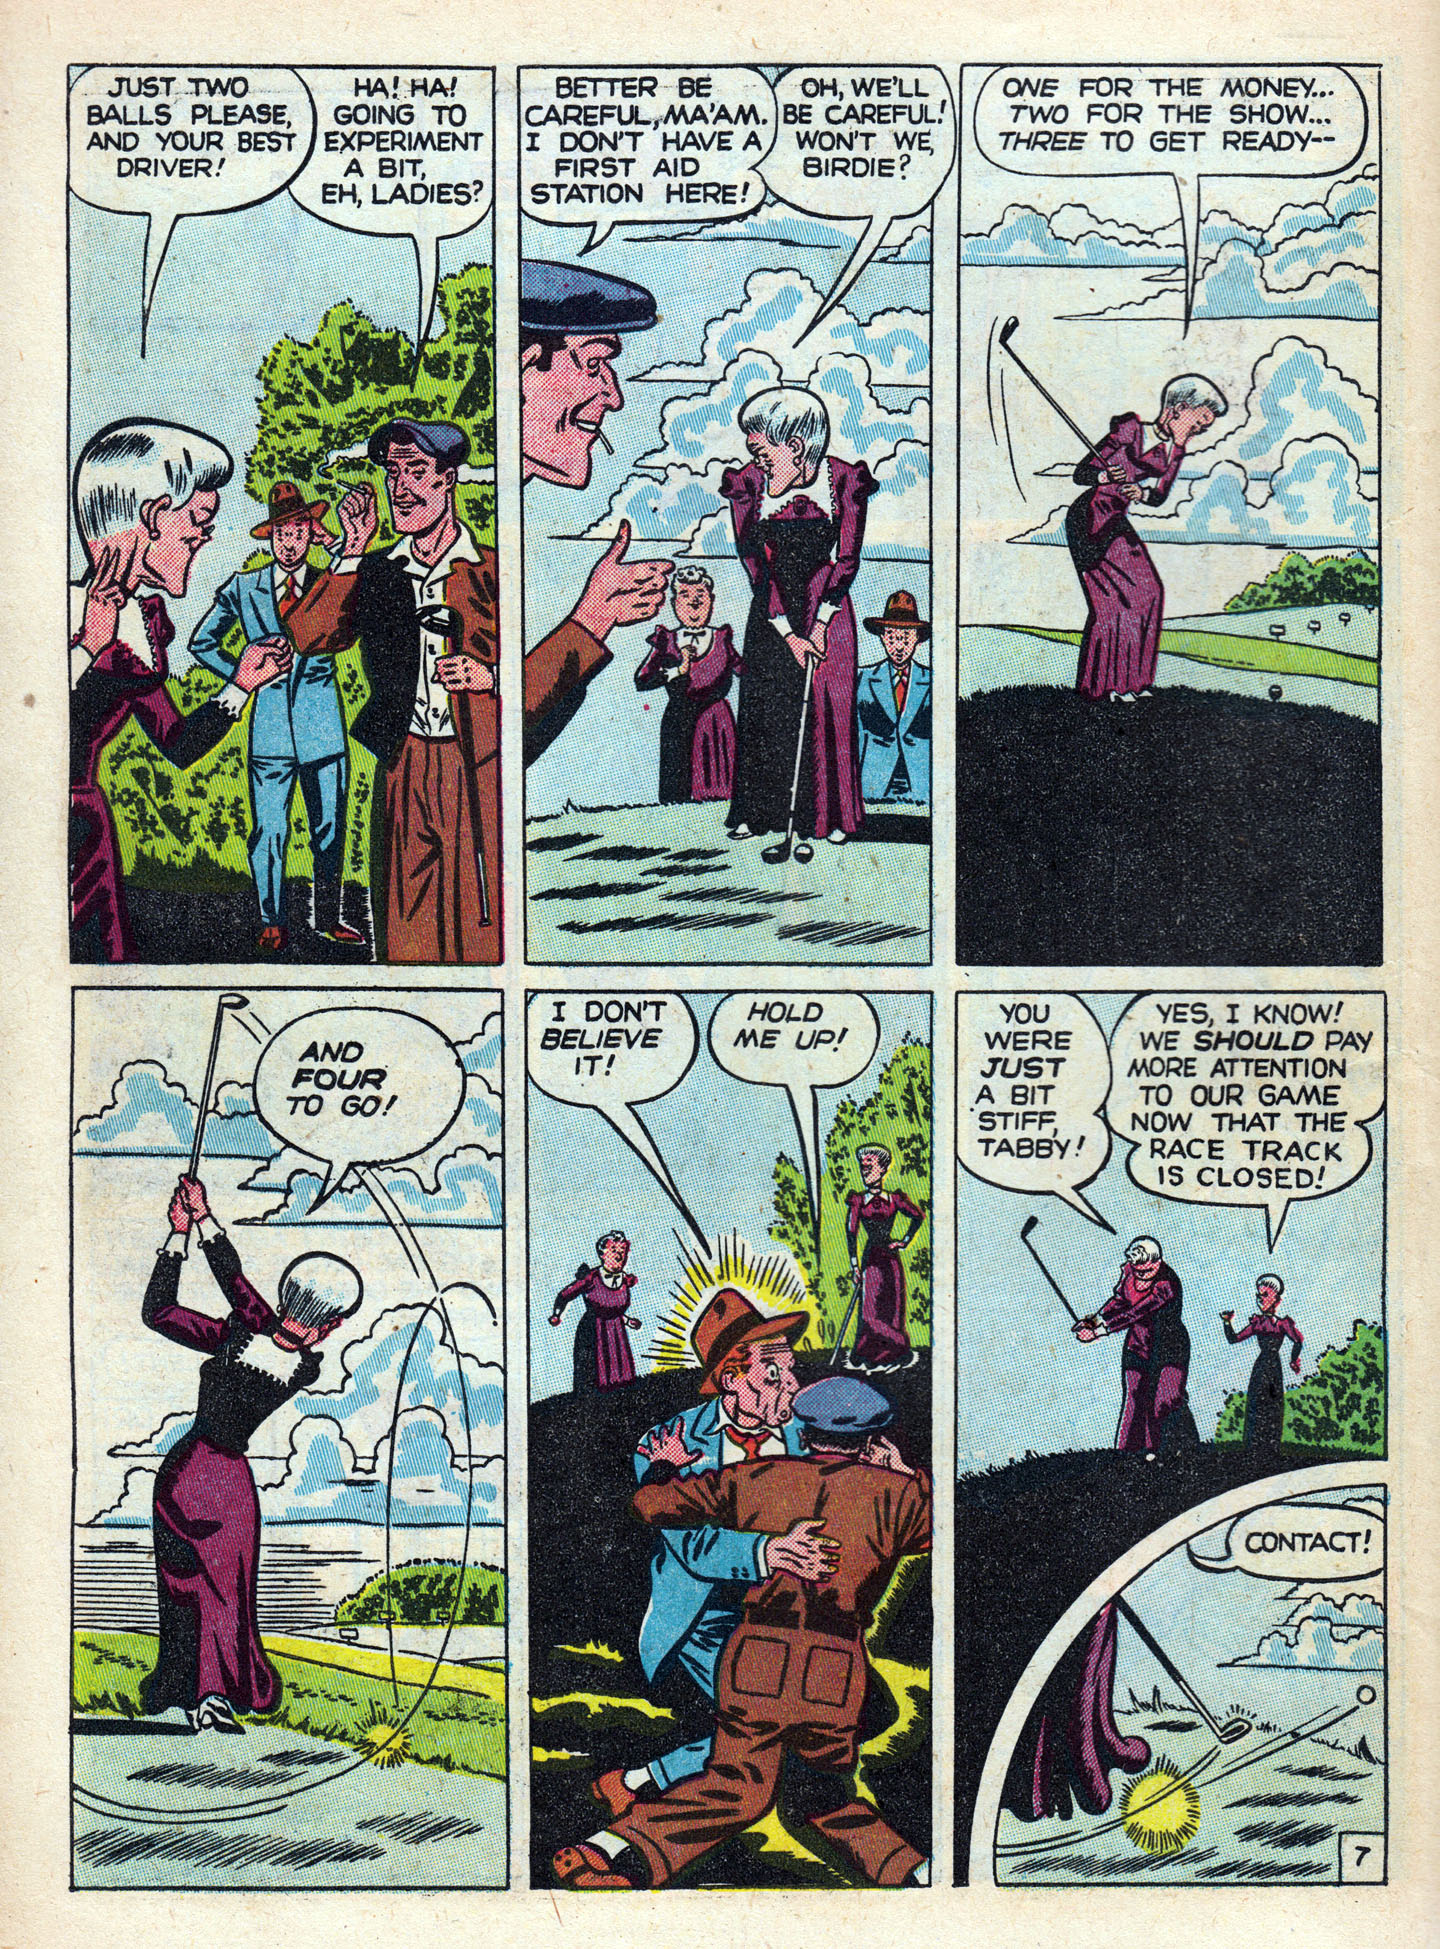 JUST TWO
BALLS PLEASE,
AND YOUR BEST
DRIVER!
HA! HA!
GOING TO
EXPERIMENT
A BIT,
EH, LADIES?
BETTER BE
CAREFUL, MA'AM.
I DON'T HAVE A
FIRST AID
STATION HERE!
OH, WE'LL
BE CAREFUL!
WON'T WE,
BIRDIE?
ONE FOR THE MONEY...
TWO FOR THE SHOW...
THREE TO GET READY--
AND
FOUR
TO GO!
I DON'T
BELIEVE
IT!
HOLD
ME UP!
YOU
WERE
JUST
A BIT
STIFF,
TABBY!
YES, I KNOW!
WE SHOULD PAY
MORE ATTENTION
TO OUR GAME
NOW THAT THE
RACE TRACK
IS CLOSED!
CONTACT!
7